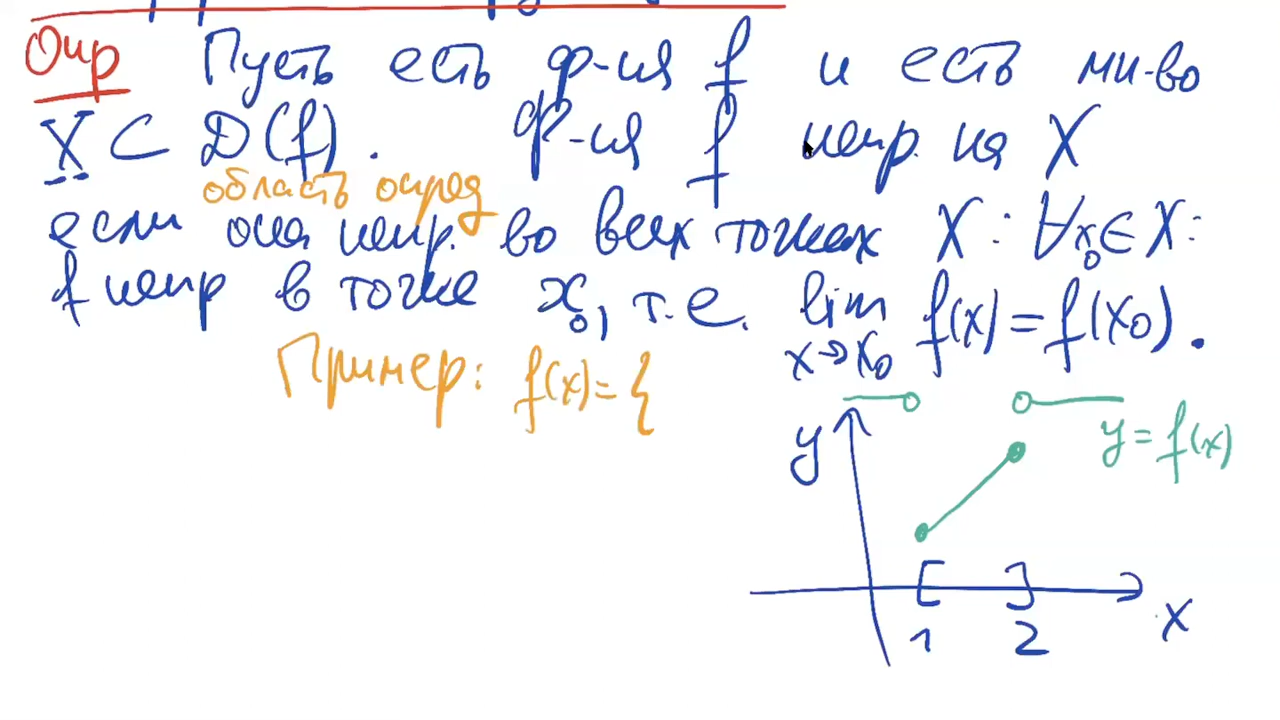 Опр Пусть есть ф-ия f и есть мн-во
X ⊂ D(f). Ф-ия f непр. на X
область опред
если она непр. во всех точках X: ∀x₀∈X:
f непр в точке x₀, т.е. lim f(x) = f(x₀).
x→x₀
Пример: f(x) = {
y
y = f(x)
[ ]
1 2
x